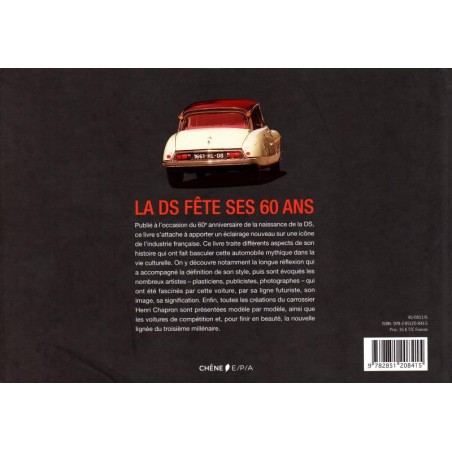 LA DS FÊTE SES 60 ANS
Publié à l'occasion du 60e anniversaire de la naissance de la DS,
ce livre s'attache à apporter un éclairage nouveau sur une icône
de l'industrie française. Ce livre traite différents aspects de son
histoire qui ont fait basculer cette automobile mythique dans la
vie culturelle. On y découvre notamment la longue réflexion qui
a accompagné la définition de son style, puis sont évoqués les
nombreux artistes – plasticiens, publicistes, photographes – qui
ont été fascinés par cette voiture, par sa ligne futuriste, son
image, sa signification. Enfin, toutes les créations du carrossier
Henri Chapron sont présentées modèle par modèle, ainsi que
les voitures de compétition et, pour finir en beauté, la nouvelle
lignée du troisième millénaire.
ISBN: 978-2-85120-841-5
9 782851 208415
CHÊNE E/P/A